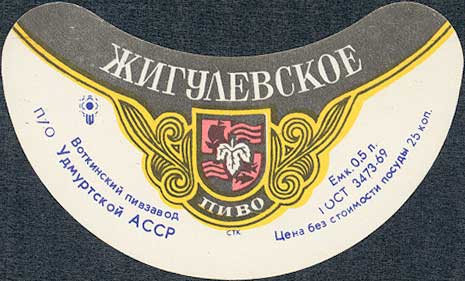 ЖИГУЛЕВСКОЕ
П/О
Воткинский пивзавод
Удмуртской АССР
ПИВО
СТК.
Емк. 0,5 л.
ГОСТ 3473-69
Цена без стоимости посуды 25 коп.